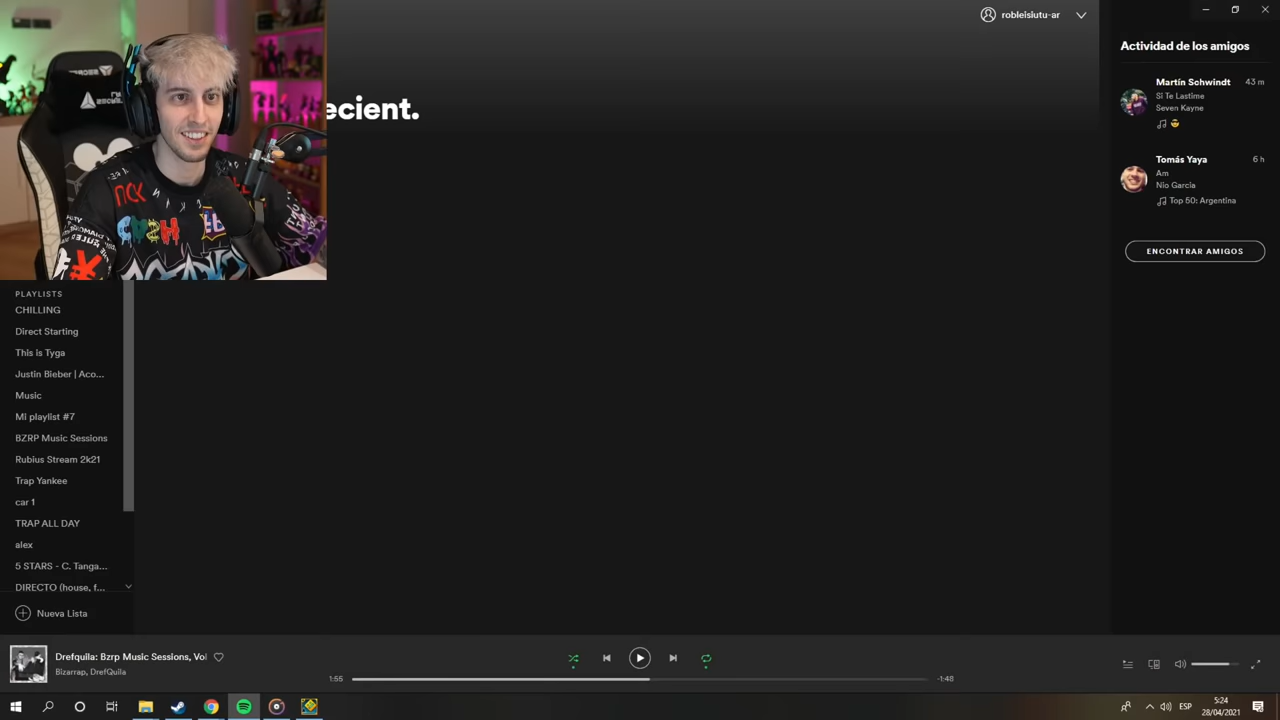 robleisiutu-ar
ecient.
Actividad de los amigos
Martín Schwindt
43 m
Si Te Lastime
Seven Kayne
Tomás Yaya
6 h
Am
Nio Garcia
Top 50: Argentina
ENCONTRAR AMIGOS
PLAYLISTS
CHILLING
Direct Starting
This is Tyga
Justin Bieber | Aco...
Music
Mi playlist #7
BZRP Music Sessions
Rubius Stream 2k21
Trap Yankee
car 1
TRAP ALL DAY
alex
5 STARS - C. Tanga...
DIRECTO (house, f...
Nueva Lista
Drefquila: Bzrp Music Sessions, Vol
Bizarrap, DrefQuila
1:55
-1:48
ESP
5:24
28/04/2021